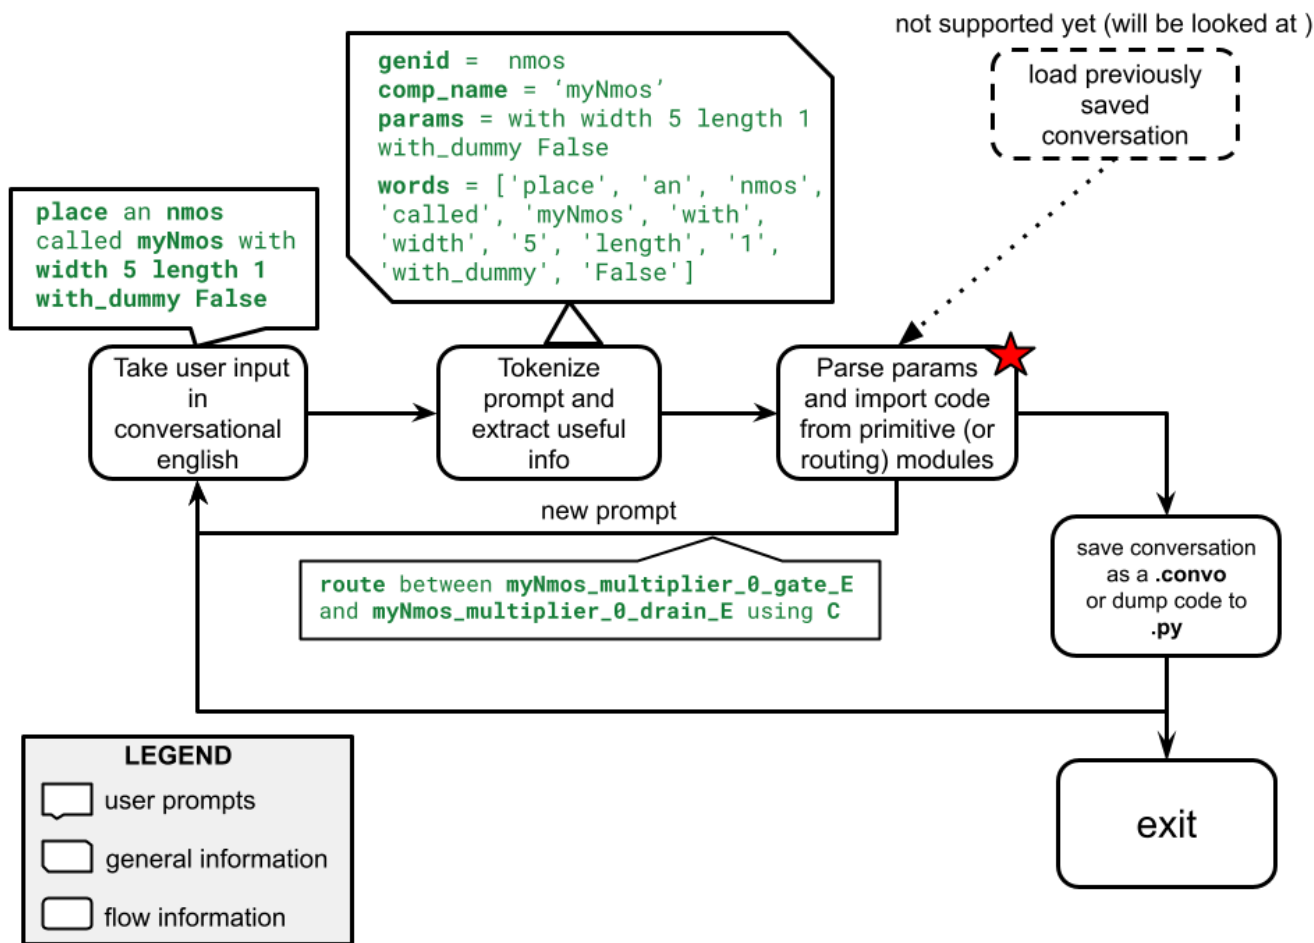 not supported yet (will be looked at )
load previously
saved
conversation
genid =  nmos
comp_name = ‘myNmos’
params = with width 5 length 1
with_dummy False
words = ['place', 'an', 'nmos',
'called', 'myNmos', 'with',
'width', '5', 'length', '1',
'with_dummy', 'False']
place an nmos
called myNmos with
width 5 length 1
with_dummy False
Take user input
in
conversational
english
Tokenize
prompt and
extract useful
info
Parse params
and import code
from primitive (or
routing) modules
new prompt
route between myNmos_multiplier_0_gate_E
and myNmos_multiplier_0_drain_E using C
save conversation
as a .convo
or dump code to
.py
exit
LEGEND
user prompts
general information
flow information